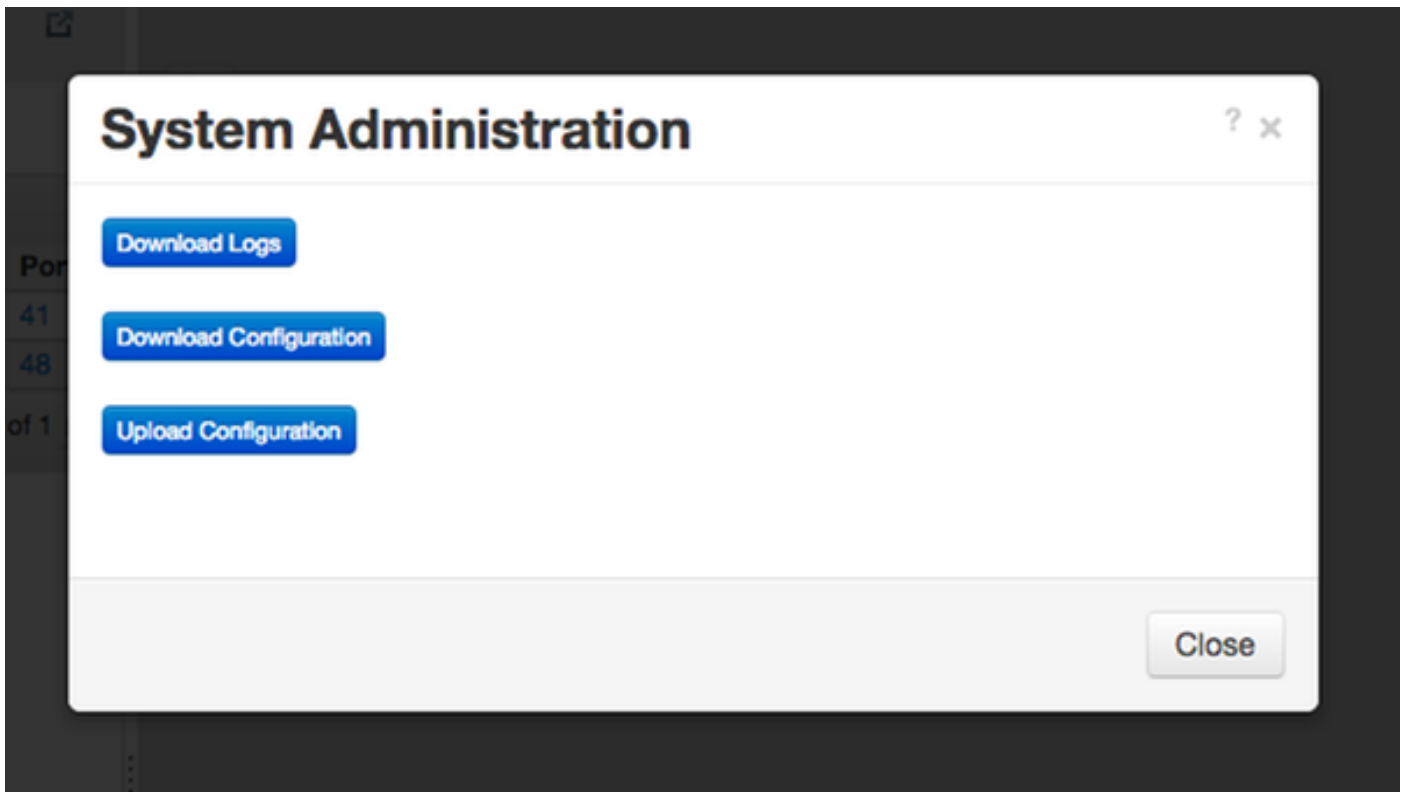 System Administration
? ×
Download Logs
Download Configuration
Upload Configuration
Close
Por
41
48
of 1